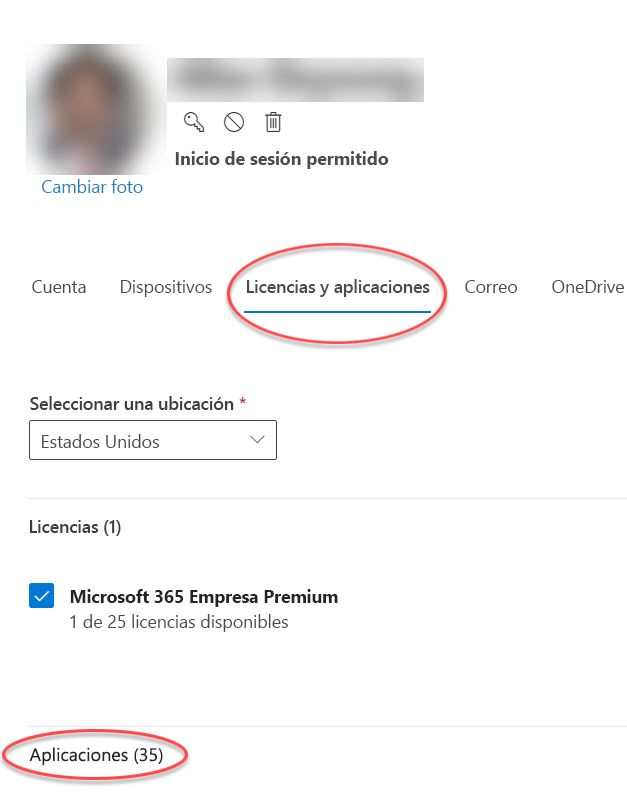 Inicio de sesión permitido
Cambiar foto
Cuenta Dispositivos Licencias y aplicaciones Correo OneDrive
Seleccionar una ubicación *
Estados Unidos
Licencias (1)
Microsoft 365 Empresa Premium
1 de 25 licencias disponibles
Aplicaciones (35)